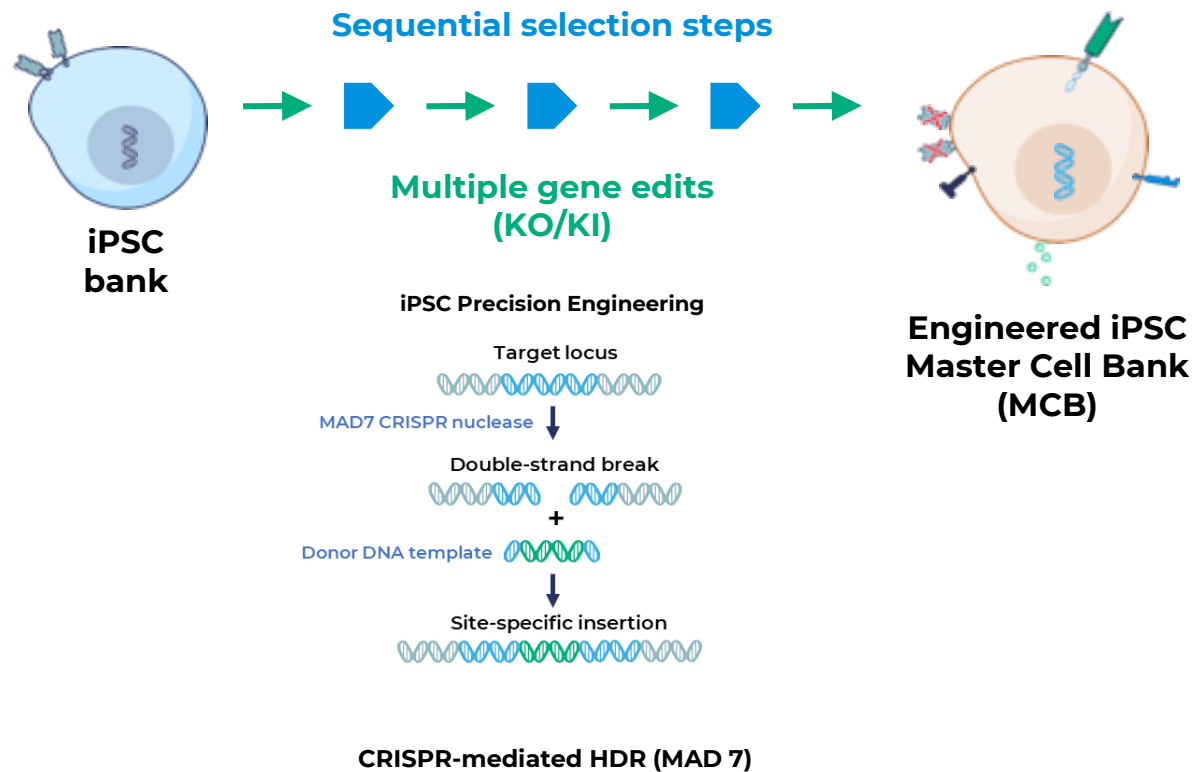 Sequential selection steps
Multiple gene edits
(KO/KI)
iPSC
bank
iPSC Precision Engineering
Engineered iPSC
Master Cell Bank
(MCB)
Target locus
MAD7 CRISPR nuclease
Double-strand break
+
Donor DNA template
Site-specific insertion
CRISPR-mediated HDR (MAD 7)